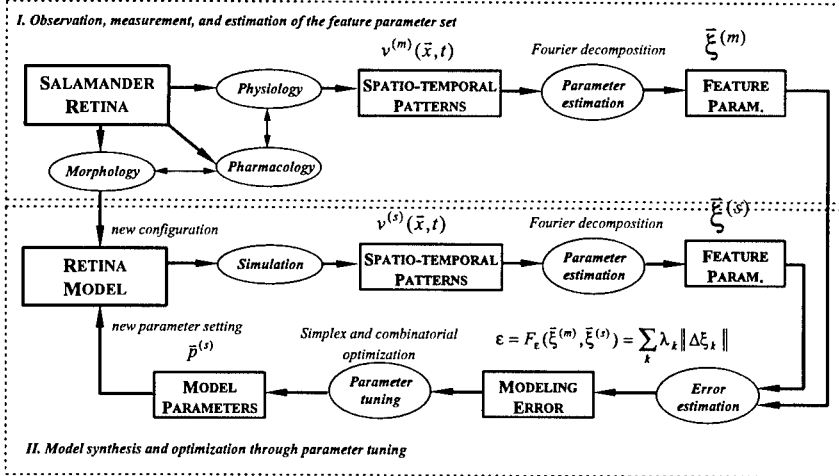 I. Observation, measurement, and estimation of the feature parameter set
v^(m)(x̄,t)
Fourier decomposition
ξ̄^(m)
SALAMANDER
RETINA
Physiology
SPATIO-TEMPORAL
PATTERNS
Parameter
estimation
FEATURE
PARAM.
Morphology
Pharmacology
new configuration
v^(s)(x̄,t)
Fourier decomposition
ξ̄^(s)
RETINA
MODEL
Simulation
SPATIO-TEMPORAL
PATTERNS
Parameter
estimation
FEATURE
PARAM.
new parameter setting
p̄^(s)
Simplex and combinatorial
optimization
ε = F_ε(ξ̄^(m),ξ̄^(s)) = ∑_k λ_k‖Δξ_k‖
MODEL
PARAMETERS
Parameter
tuning
MODELING
ERROR
Error
estimation
II. Model synthesis and optimization through parameter tuning